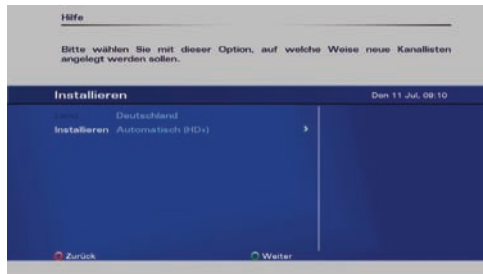 Hilfe
Bitte wählen Sie mit dieser Option, auf welche Weise neue Kanallisten
angelegt werden sollen.
Installieren Don 11 Jul, 09:10
Land Deutschland
Installieren Automatisch (HD+)
Zurück Weiter